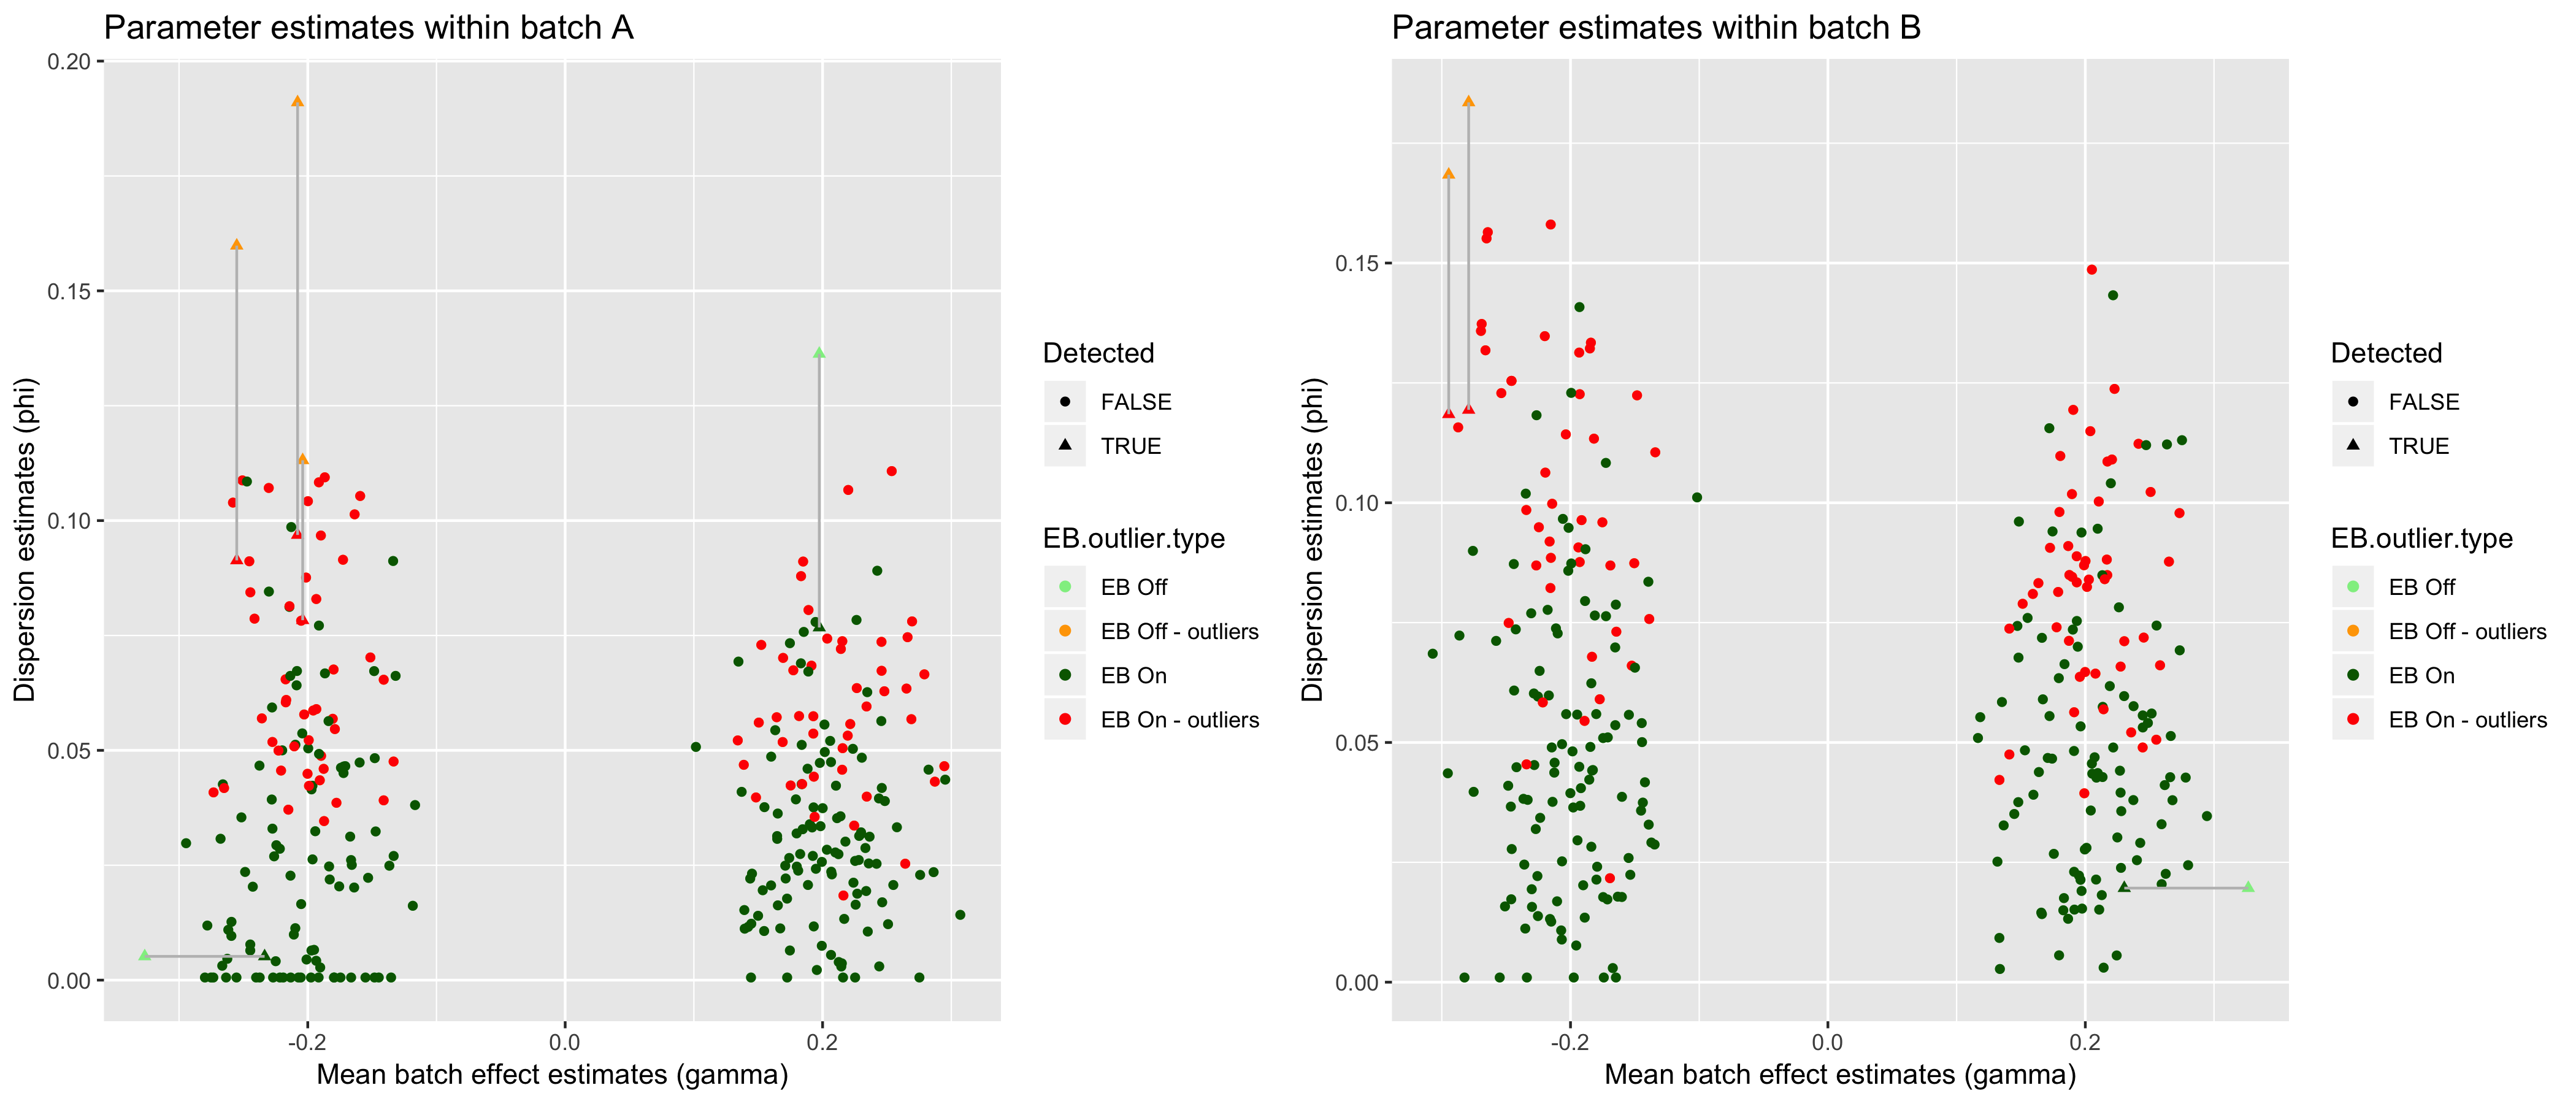 Parameter estimates within batch A
Dispersion estimates (phi)
0.20
0.15
0.10
0.05
0.00
-0.2
0.0
0.2
Mean batch effect estimates (gamma)
Detected
FALSE
TRUE
EB.outlier.type
EB Off
EB Off - outliers
EB On
EB On - outliers
Parameter estimates within batch B
Dispersion estimates (phi)
0.15
0.10
0.05
0.00
-0.2
0.0
0.2
Mean batch effect estimates (gamma)
Detected
FALSE
TRUE
EB.outlier.type
EB Off
EB Off - outliers
EB On
EB On - outliers